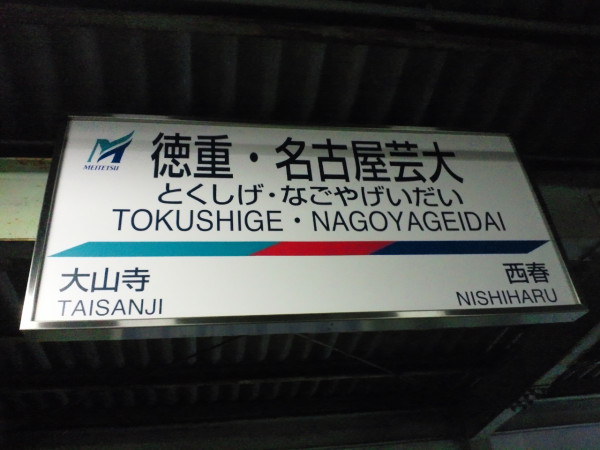 MEITETSU
徳重・名古屋芸大
とくしげ・なごやげいだい
TOKUSHIGE・NAGOYAGEIDAI
大山寺
TAISANJI
西春
NISHIHARU